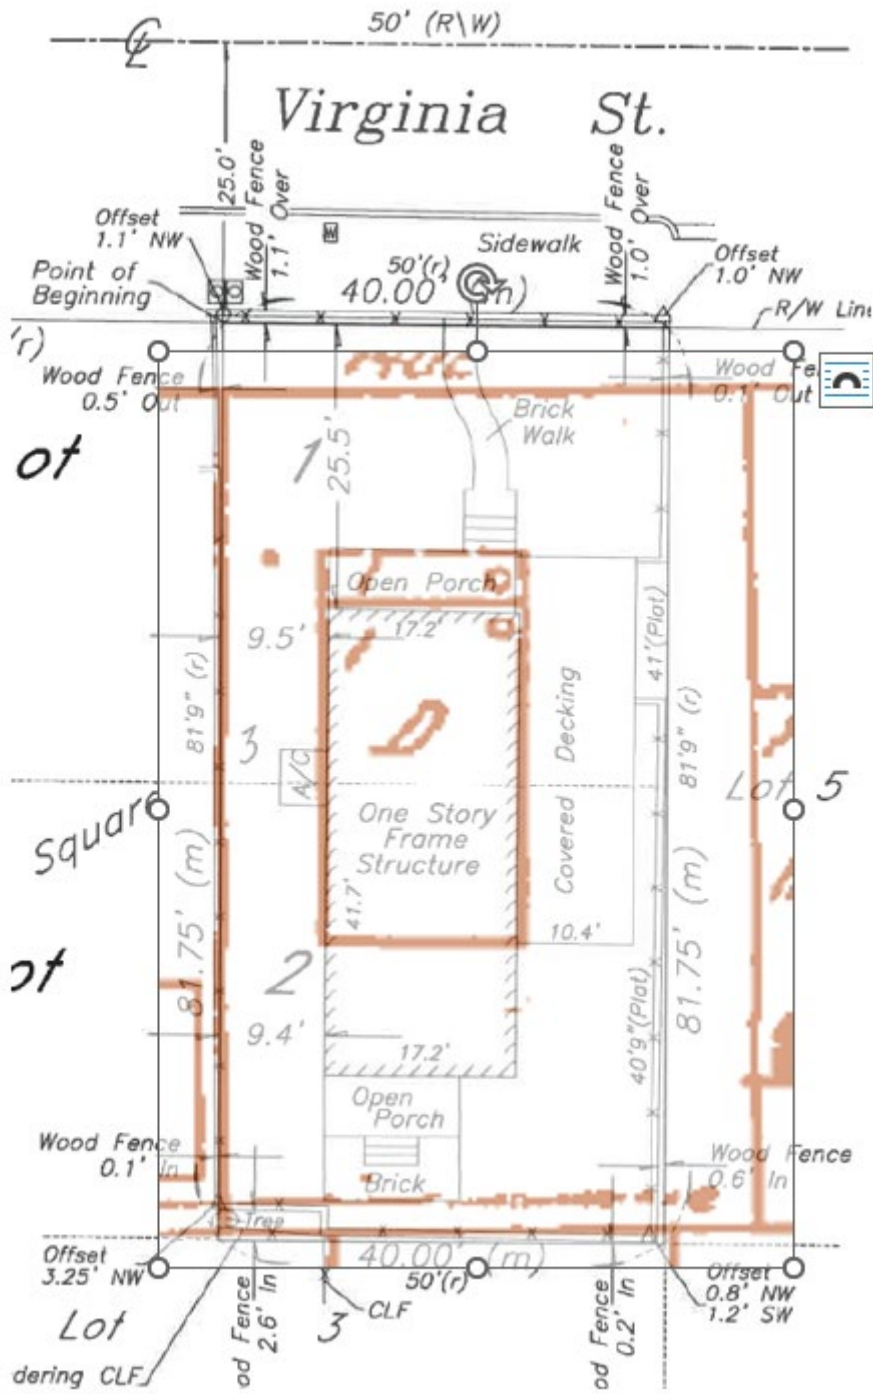 50' (R\W)
℄
Virginia St.
25.0'
Wood Fence
1.1' Over
Wood Fence
1.0' Over
Offset
1.1' NW
Sidewalk
Offset
1.0' NW
Point of
Beginning
50'(r)
40.00'
R/W Line
Wood Fence
0.5' Out
Wood
0.1' Out
ot
1
25.5'
Brick
Walk
Open Porch
17.2'
9.5'
81'9" (r)
41'(Plat)
81'9" (r)
3
A/C
Covered Decking
Lot 5
Square
One Story
Frame
Structure
81.75' (m)
41.7'
10.4'
81.75' (m)
ot
2
9.4'
17.2'
40'9"(Plat)
Open
Porch
Wood Fence
0.1' In
Brick
Wood Fence
0.6' In
Tree
Offset
3.25' NW
40.00' (m)
50'(r)
Offset
0.8' NW
1.2' SW
od Fence
2.6' In
3
CLF
od Fence
0.2' In
Lot
dering CLF